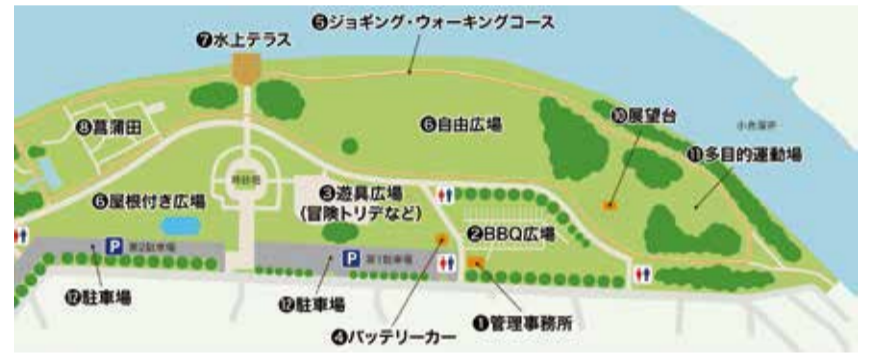 ❺ジョギング・ウォーキングコース
❼水上テラス
❿展望台
❽菖蒲田
❻自由広場
⓫多目的運動場
❸遊具広場
(冒険トリデなど)
❻屋根付き広場
❷BBQ広場
P 第2駐車場
P 第1駐車場
⓬駐車場
⓬駐車場
❶管理事務所
❹バッテリーカー